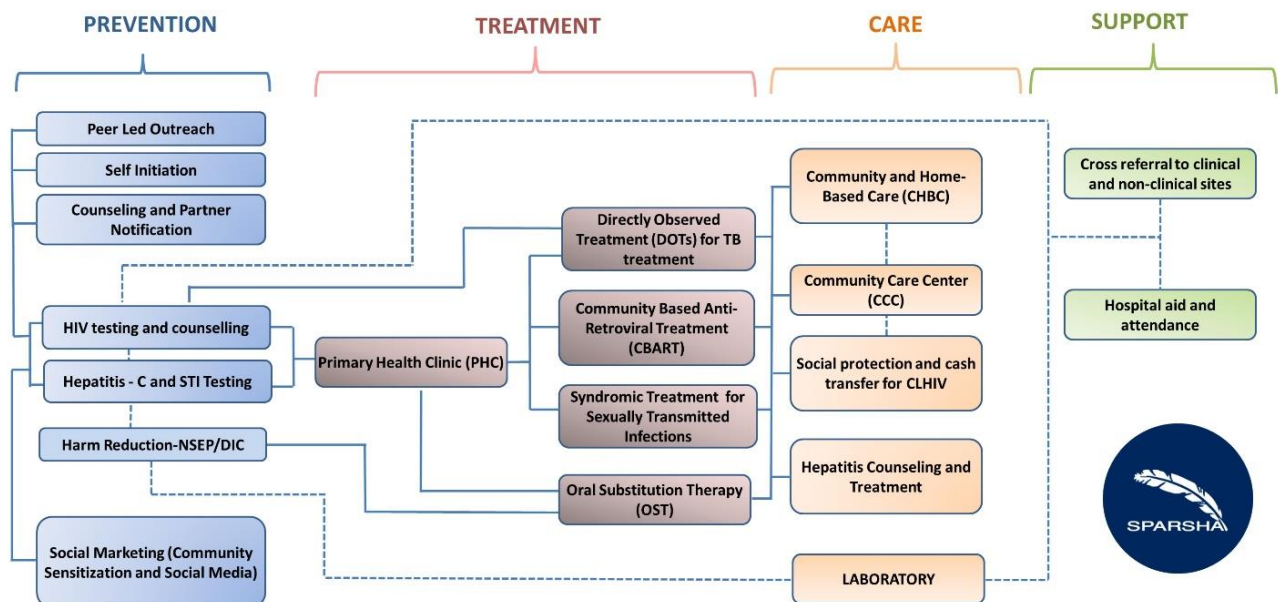 PREVENTION
TREATMENT
CARE
SUPPORT
Peer Led Outreach
Self Initiation
Counseling and Partner
Notification
HIV testing and counselling
Hepatitis - C and STI Testing
Harm Reduction-NSEP/DIC
Social Marketing (Community
Sensitization and Social Media)
Primary Health Clinic (PHC)
Directly Observed
Treatment (DOTs) for TB
treatment
Community Based Anti-
Retroviral Treatment
(CBART)
Syndromic Treatment for
Sexually Transmitted
Infections
Oral Substitution Therapy
(OST)
Community and Home-
Based Care (CHBC)
Community Care Center
(CCC)
Social protection and cash
transfer for CLHIV
Hepatitis Counseling and
Treatment
LABORATORY
Cross referral to clinical
and non-clinical sites
Hospital aid and
attendance
SPARSHA